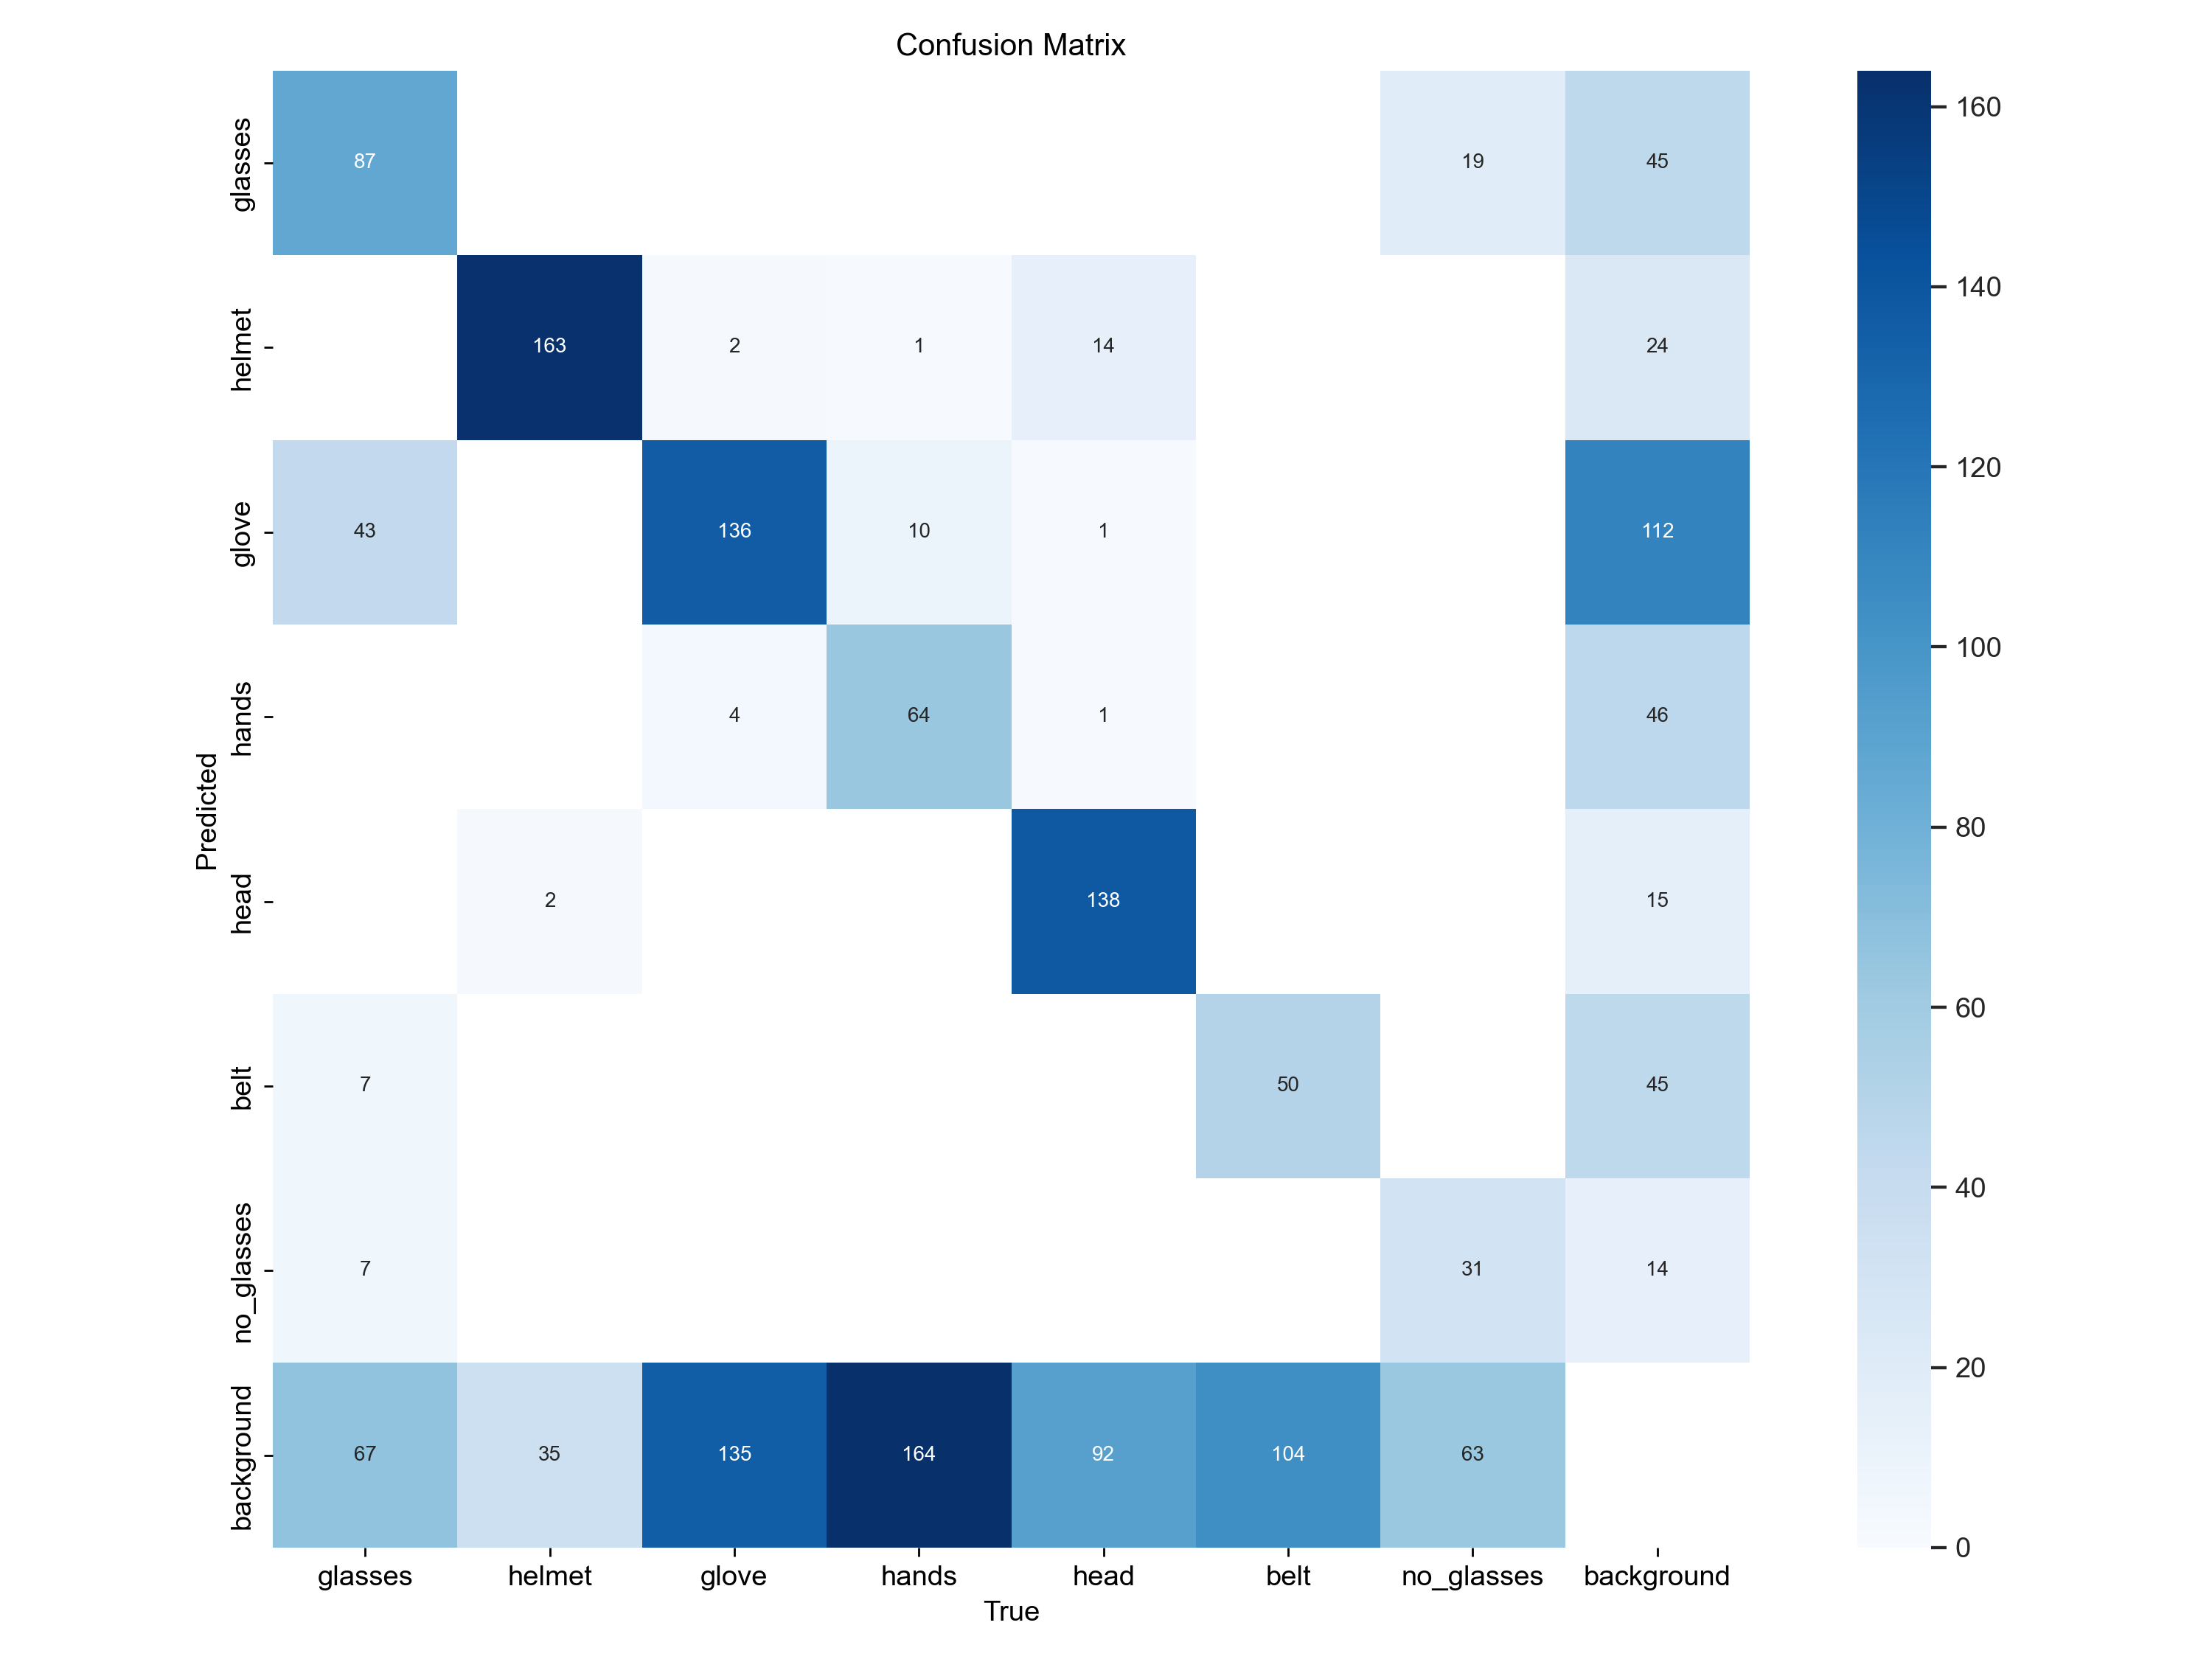 Confusion Matrix
glasses 87 19 45
helmet 163 2 1 14 24
glove 43 136 10 1 112
hands 4 64 1 46
head 2 138 15
belt 7 50 45
no_glasses 7 31 14
background 67 35 135 164 92 104 63
glasses helmet glove hands head belt no_glasses background
True
Predicted
160
140
120
100
80
60
40
20
0